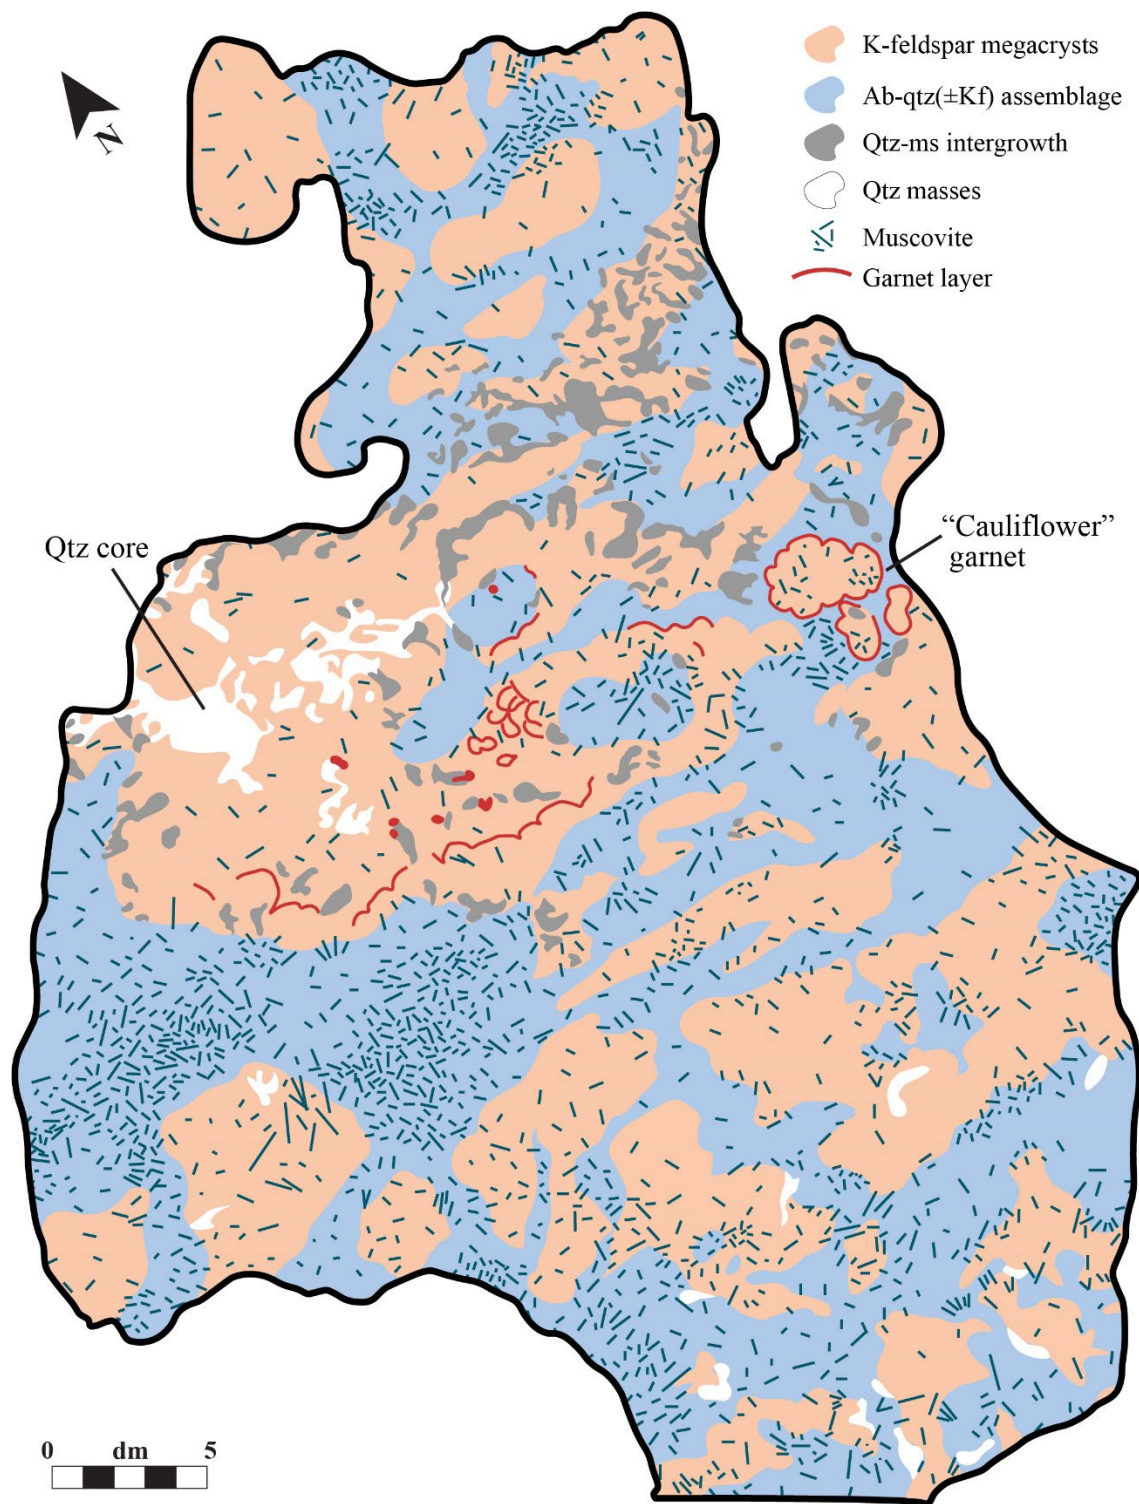 K-feldspar megacrysts
Ab-qtz(±Kf) assemblage
Qtz-ms intergrowth
Qtz masses
Muscovite
Garnet layer
N
“Cauliflower”
garnet
Qtz core
0 dm 5